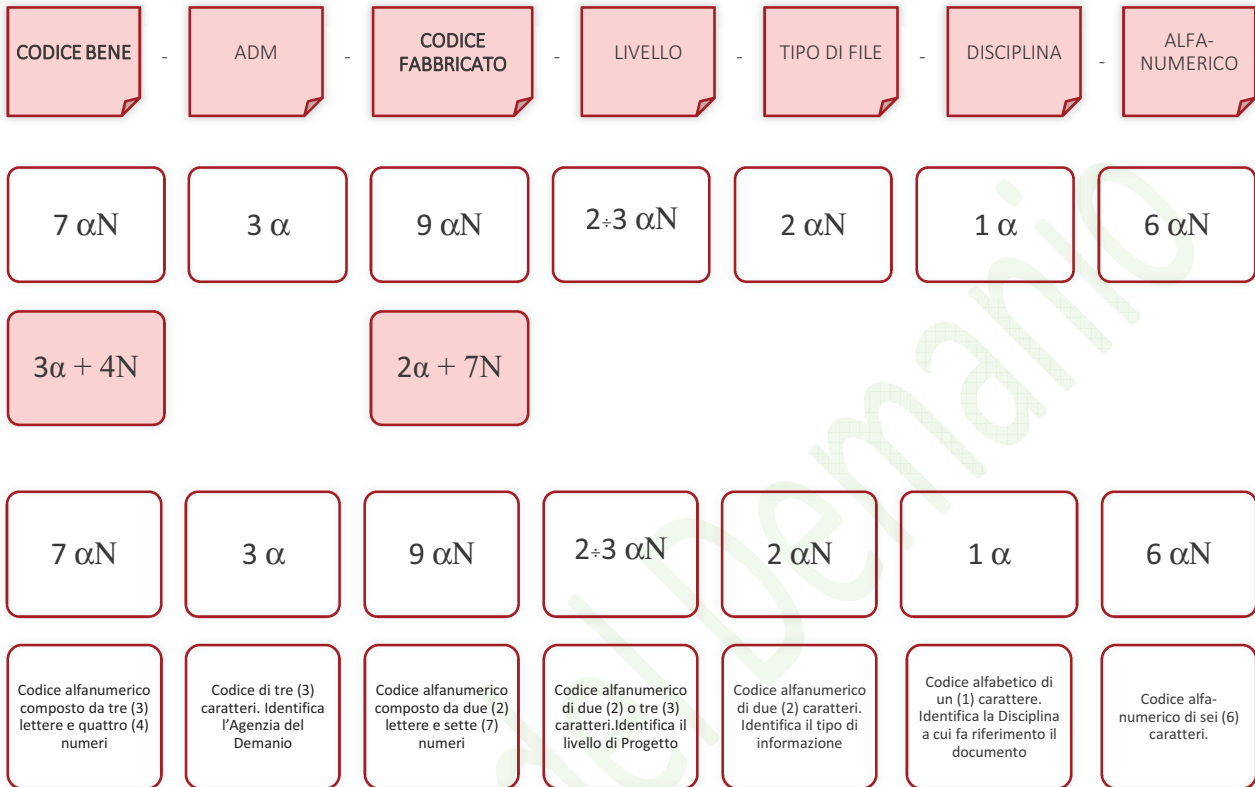 CODICE BENE - ADM - CODICE FABBRICATO - LIVELLO - TIPO DI FILE - DISCIPLINA - ALFA-NUMERICO
7 αN 3 α 9 αN 2÷3 αN 2 αN 1 α 6 αN
3α + 4N 2α + 7N
7 αN 3 α 9 αN 2÷3 αN 2 αN 1 α 6 αN
Codice alfanumerico
composto da tre (3)
lettere e quattro (4)
numeri
Codice di tre (3)
caratteri. Identifica
l'Agenzia del
Demanio
Codice alfanumerico
composto da due (2)
lettere e sette (7)
numeri
Codice alfanumerico
di due (2) o tre (3)
caratteri.Identifica il
livello di Progetto
Codice alfanumerico
di due (2) caratteri.
Identifica il tipo di
informazione
Codice alfabetico di
un (1) carattere.
Identifica la Disciplina
a cui fa riferimento il
documento
Codice alfa-
numerico di sei (6)
caratteri.
del Demanio